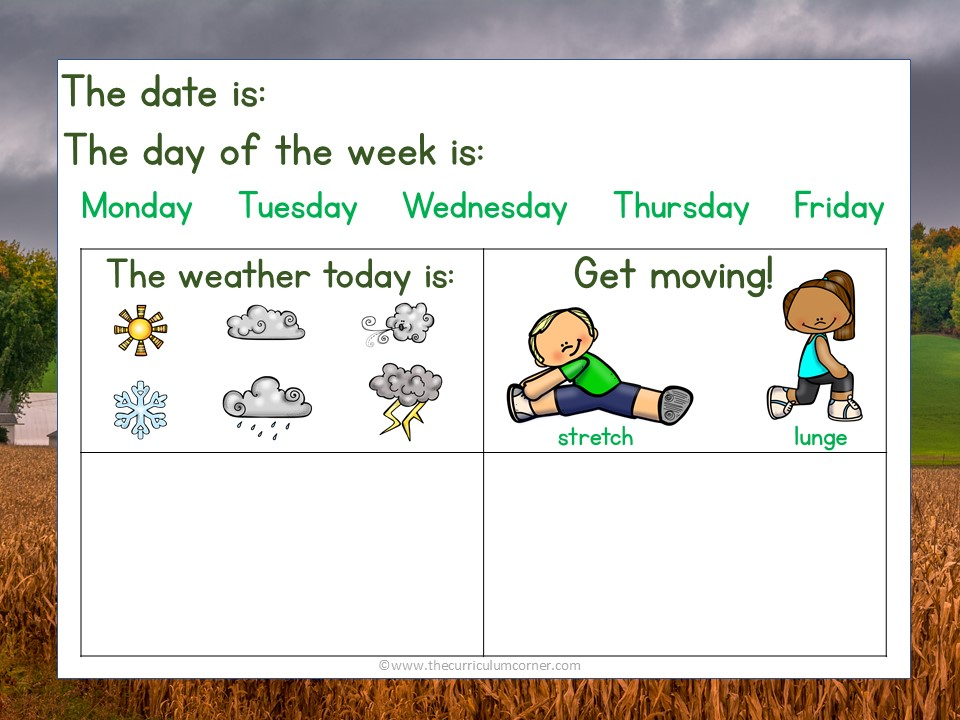 The date is:
The day of the week is:
Monday Tuesday Wednesday Thursday Friday
The weather today is:
Get moving!
stretch lunge
©www.thecurriculumcorner.com